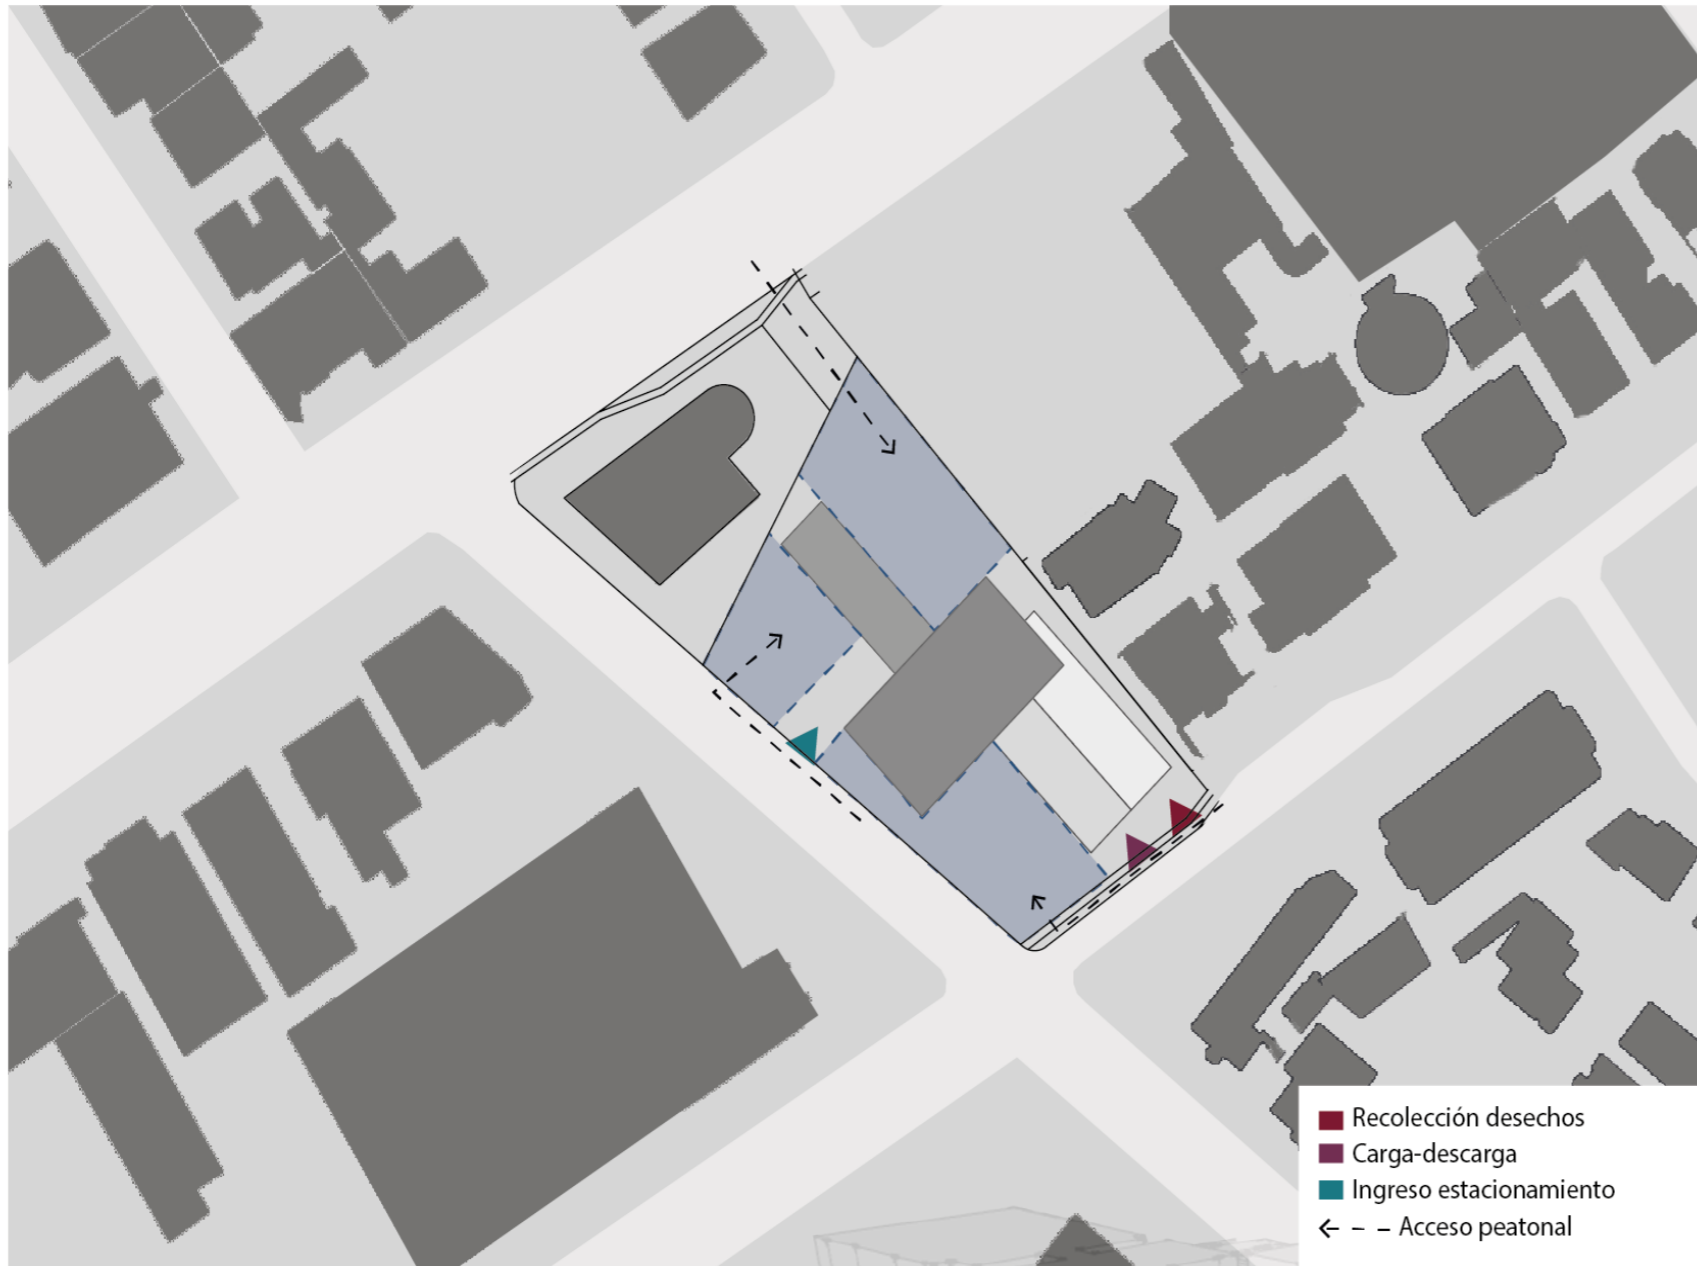 Recolección desechos
Carga-descarga
Ingreso estacionamiento
Acceso peatonal